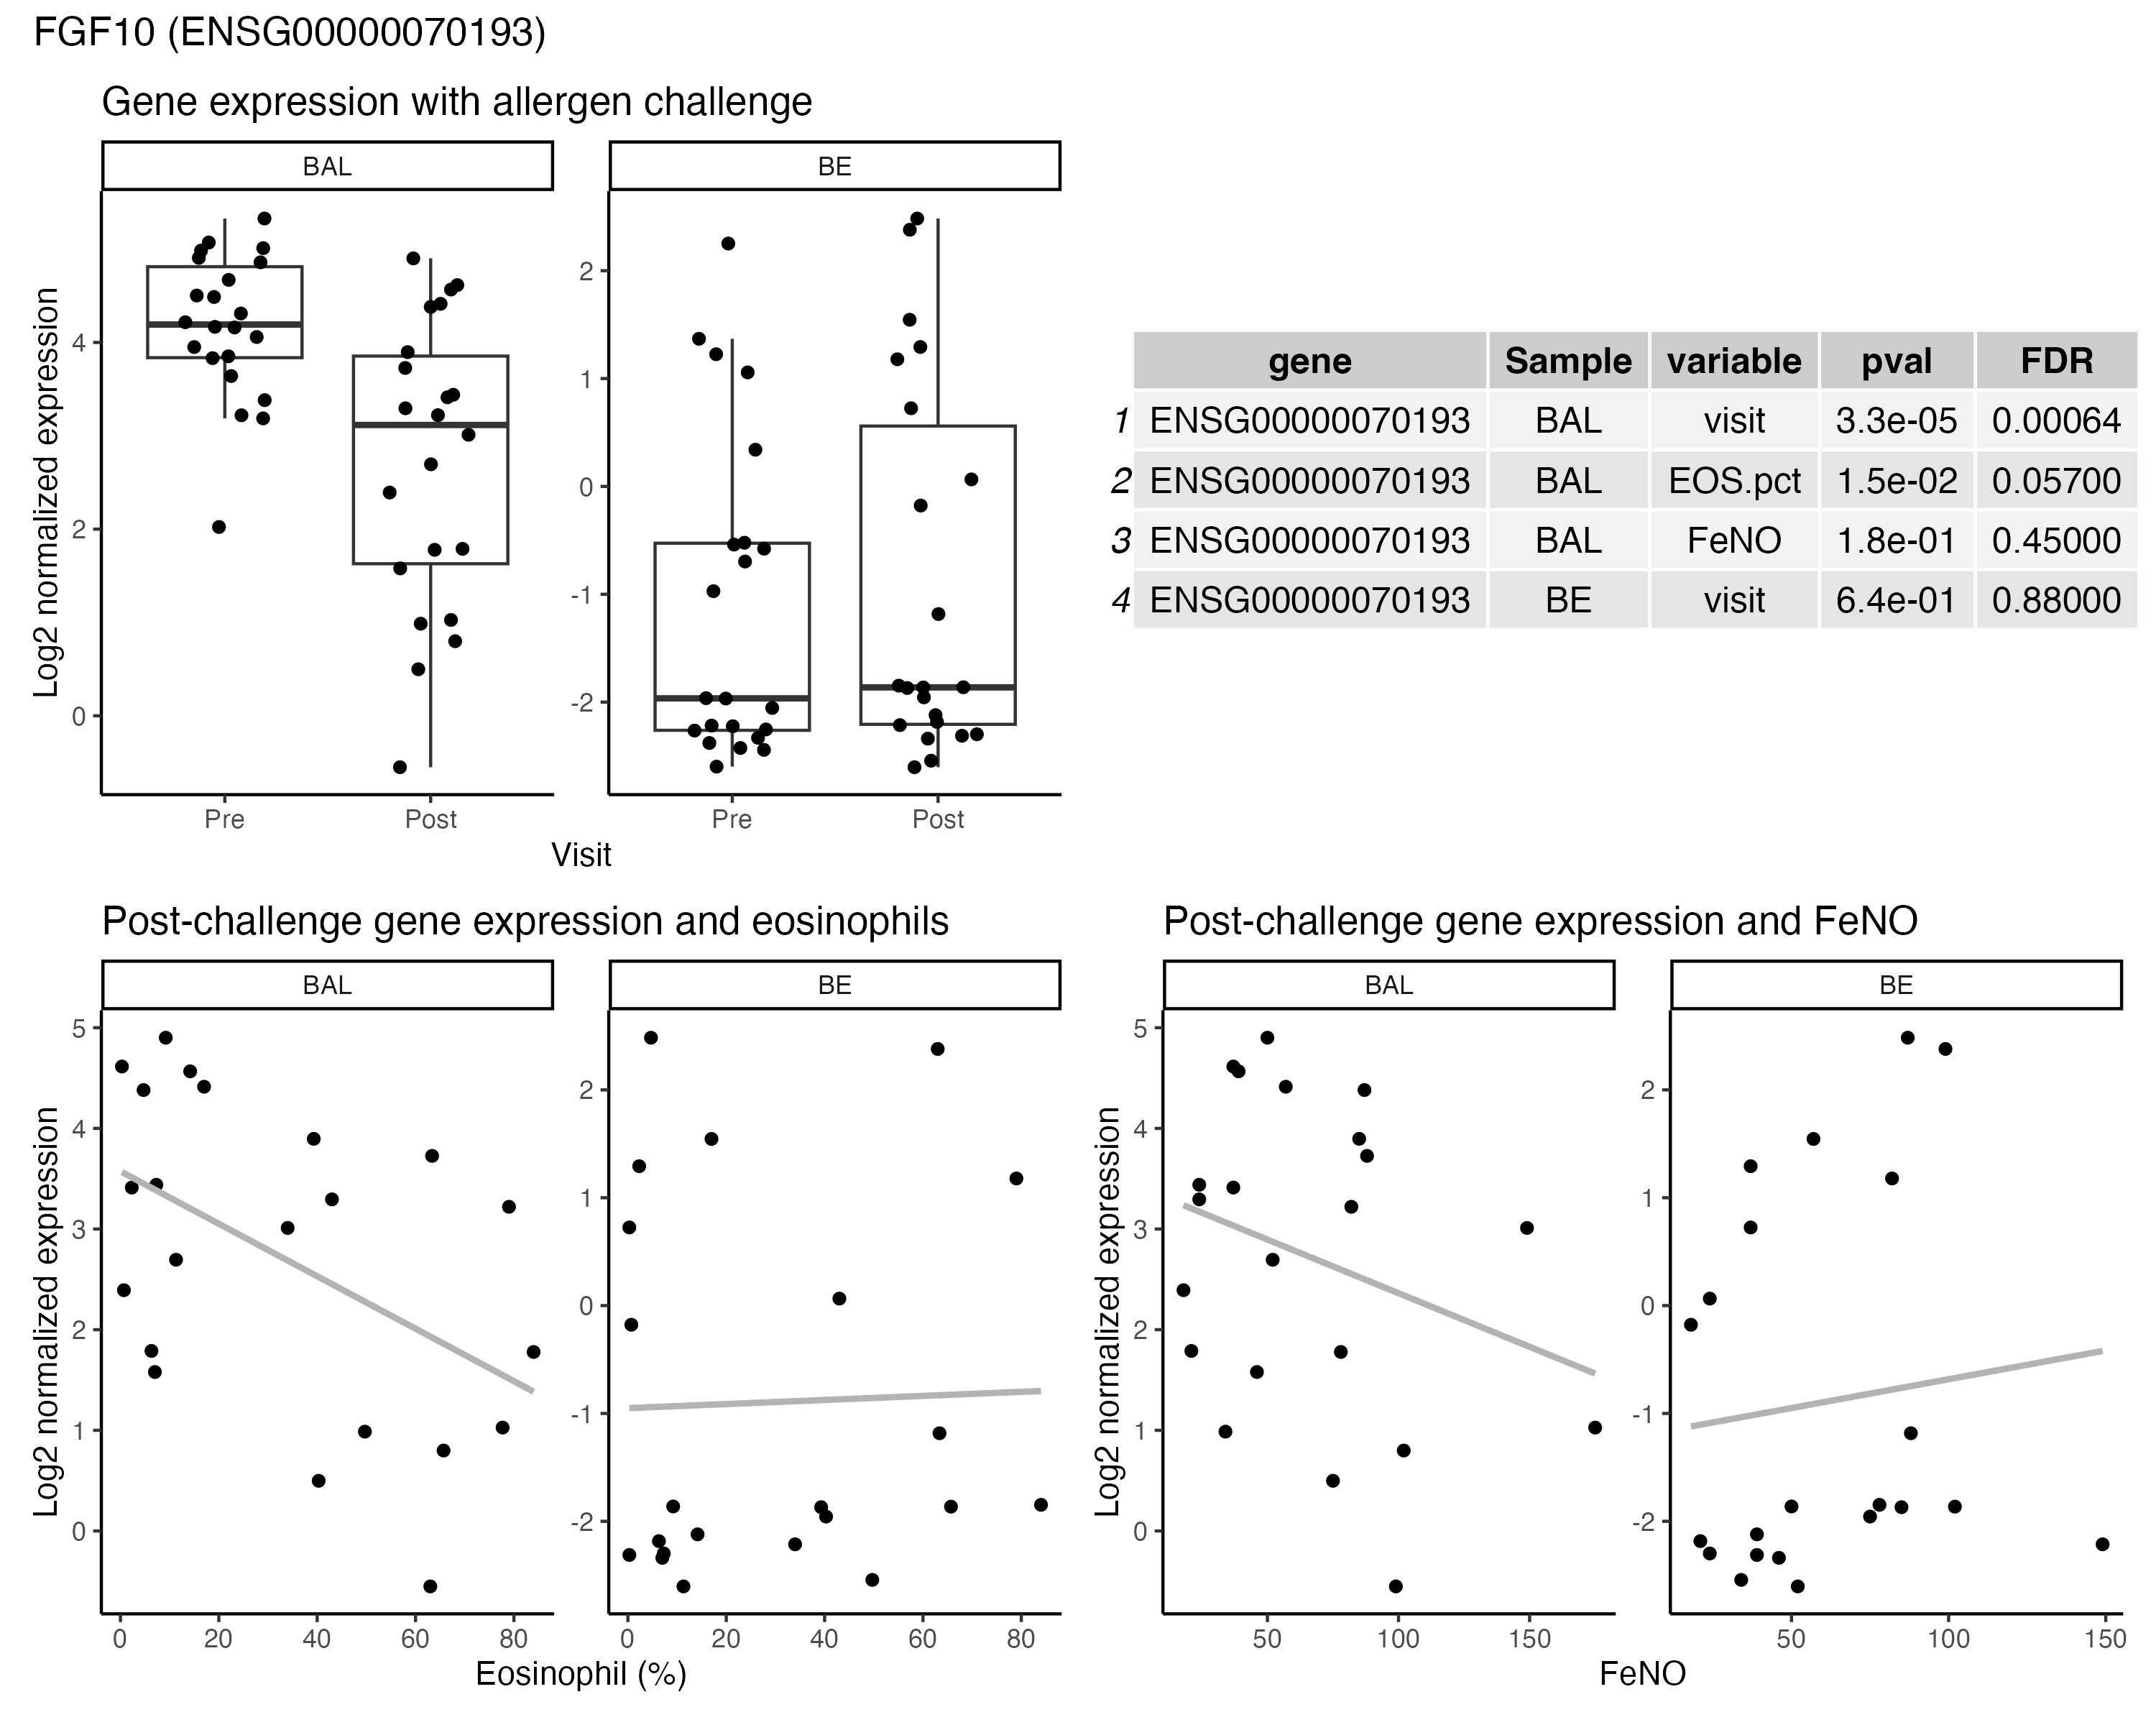 FGF10 (ENSG00000070193)
Gene expression with allergen challenge
BAL
BE
Log2 normalized expression
4
2
0
2
1
0
-1
-2
Pre
Post
Pre
Post
Visit
gene Sample variable pval FDR
1 ENSG00000070193 BAL visit 3.3e-05 0.00064
2 ENSG00000070193 BAL EOS.pct 1.5e-02 0.05700
3 ENSG00000070193 BAL FeNO 1.8e-01 0.45000
4 ENSG00000070193 BE visit 6.4e-01 0.88000
Post-challenge gene expression and eosinophils
BAL
BE
Log2 normalized expression
5
4
3
2
1
0
2
1
0
-1
-2
0 20 40 60 80
0 20 40 60 80
Eosinophil (%)
Post-challenge gene expression and FeNO
BAL
BE
Log2 normalized expression
5
4
3
2
1
0
2
1
0
-1
-2
50 100 150
50 100 150
FeNO